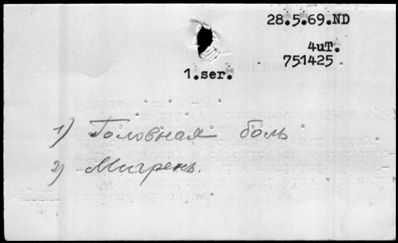 28.5.69.ND
4uT.
751425
1.ser.
1) Головная боль
2) Мигрень.